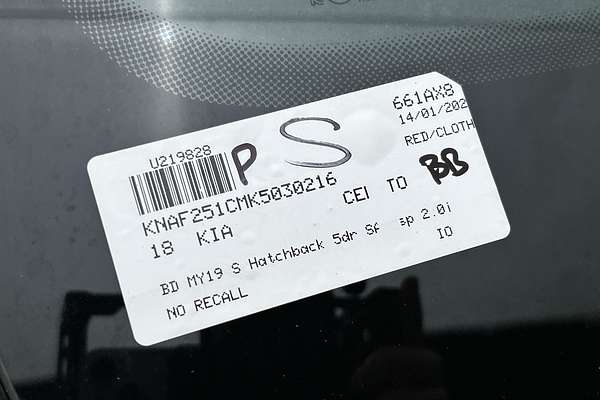 U219828
P S
661AX8
14/01/202
RED/CLOTH
KNAF251CMK5030216
CEI TO BB
18 KIA
BD MY19 S Hatchback 5dr Sp 2.0i
IO
NO RECALL